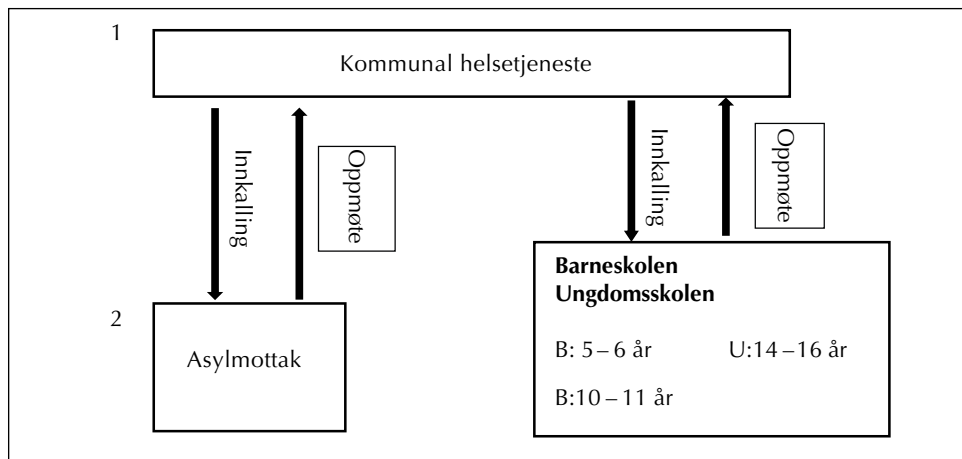 1
Kommunal helsetjeneste
Innkalling
Oppmøte
Innkalling
Oppmøte
2
Asylmottak
Barneskolen
Ungdomsskolen
B: 5–6 år U:14–16 år
B:10–11 år